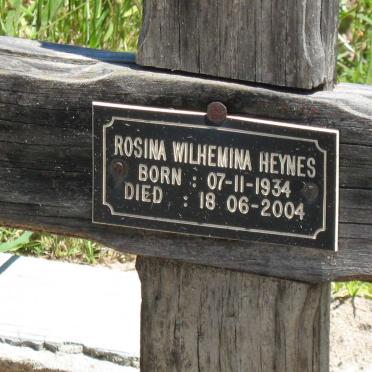 ROSINA WILHEMINA HEYNES
BORN : 07-11-1934
DIED : 18 06-2004